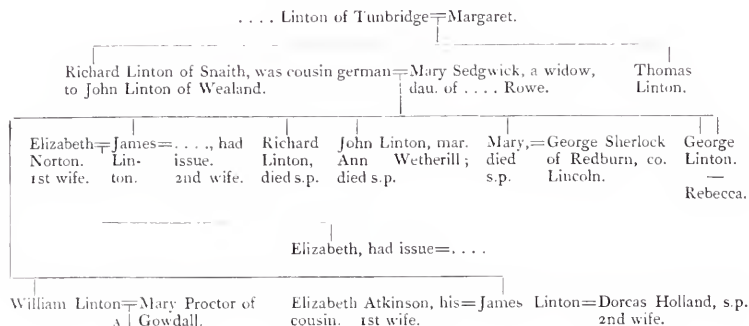 . . . . Linton of Tunbridge=Margaret.
Richard Linton of Snaith, was cousin german=Mary Sedgwick, a widow, Thomas
to John Linton of Wealand. dau. of . . . . Rowe. Linton.
Elizabeth=James=. . . ., had Richard John Linton, mar. Mary,=George Sherlock George
Norton. Lin- issue. Linton, Ann Wetherill; died of Redburn, co. Linton.
1st wife. ton. 2nd wife. died s.p. died s.p. s.p. Lincoln. —
Rebecca.
Elizabeth, had issue=. . . .
William Linton=Mary Proctor of Elizabeth Atkinson, his=James Linton=Dorcas Holland, s.p.
A Gowdall. cousin. 1st wife. 2nd wife.